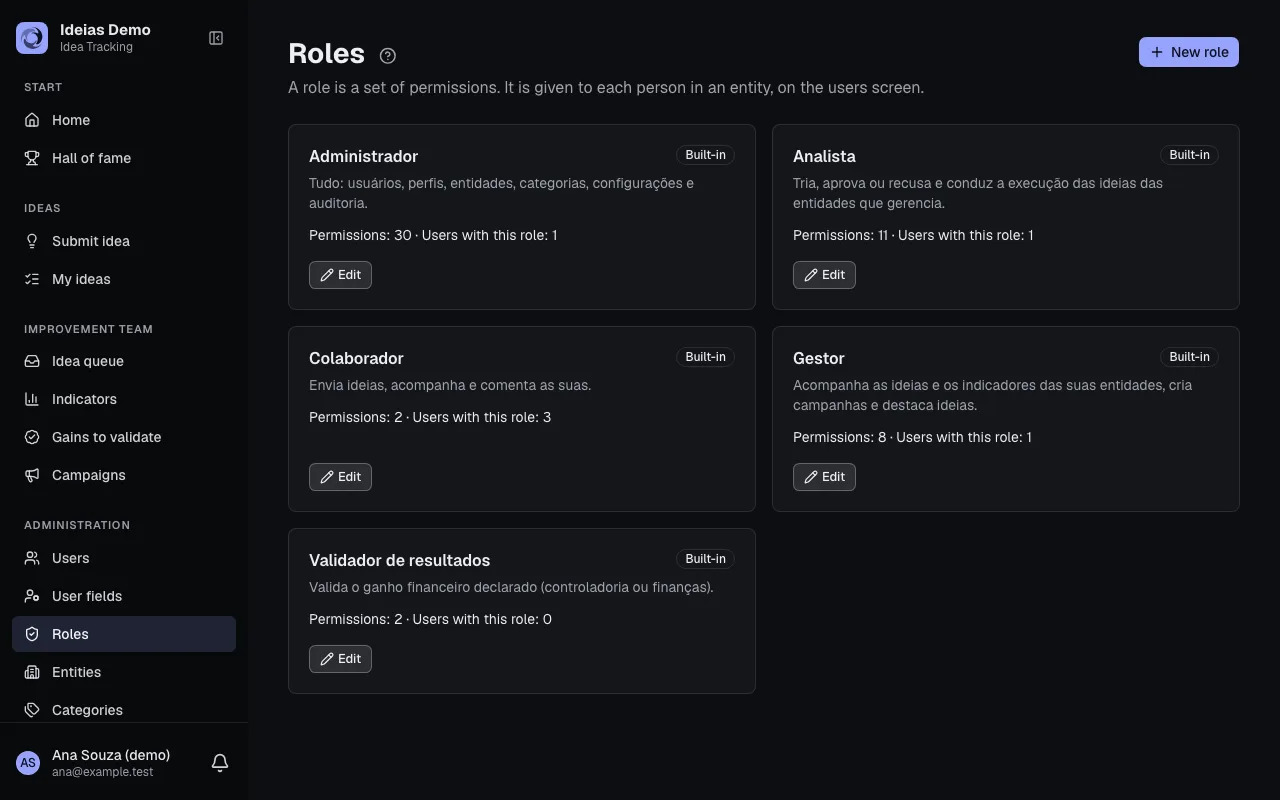 Ideias Demo
Idea Tracking
START
Home
Hall of fame
IDEAS
Submit idea
My ideas
IMPROVEMENT TEAM
Idea queue
Indicators
Gains to validate
Campaigns
ADMINISTRATION
Users
User fields
Roles
Entities
Categories
AS
Ana Souza (demo)
ana@example.test
Roles
New role
A role is a set of permissions. It is given to each person in an entity, on the users screen.
Administrador
Built-in
Tudo: usuários, perfis, entidades, categorias, configurações e
auditoria.
Permissions: 30 · Users with this role: 1
Edit
Analista
Built-in
Tria, aprova ou recusa e conduz a execução das ideias das
entidades que gerencia.
Permissions: 11 · Users with this role: 1
Edit
Colaborador
Built-in
Envia ideias, acompanha e comenta as suas.
Permissions: 2 · Users with this role: 3
Edit
Gestor
Built-in
Acompanha as ideias e os indicadores das suas entidades, cria
campanhas e destaca ideias.
Permissions: 8 · Users with this role: 1
Edit
Validador de resultados
Built-in
Valida o ganho financeiro declarado (controladoria ou finanças).
Permissions: 2 · Users with this role: 0
Edit